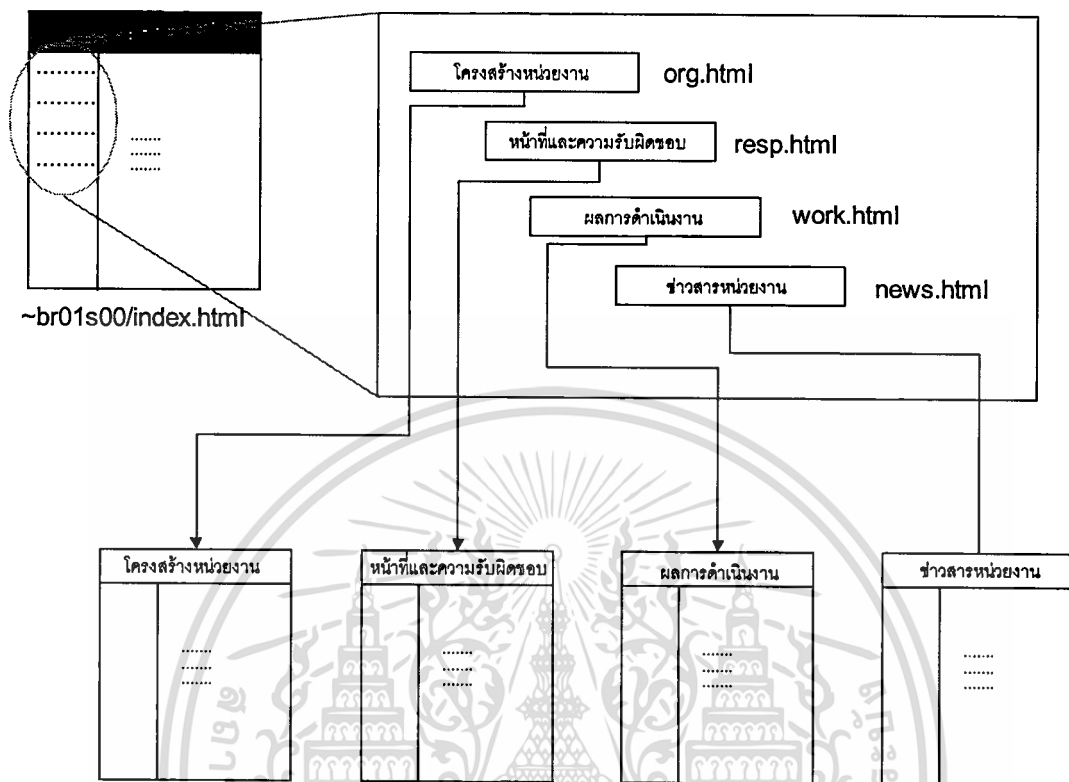 โครงสร้างหน่วยงาน org.html
หน้าที่และความรับผิดชอบ resp.html
ผลการดำเนินงาน work.html
ข่าวสารหน่วยงาน news.html
~br01s00/index.html
โครงสร้างหน่วยงาน หน้าที่และความรับผิดชอบ ผลการดำเนินงาน ข่าวสารหน่วยงาน